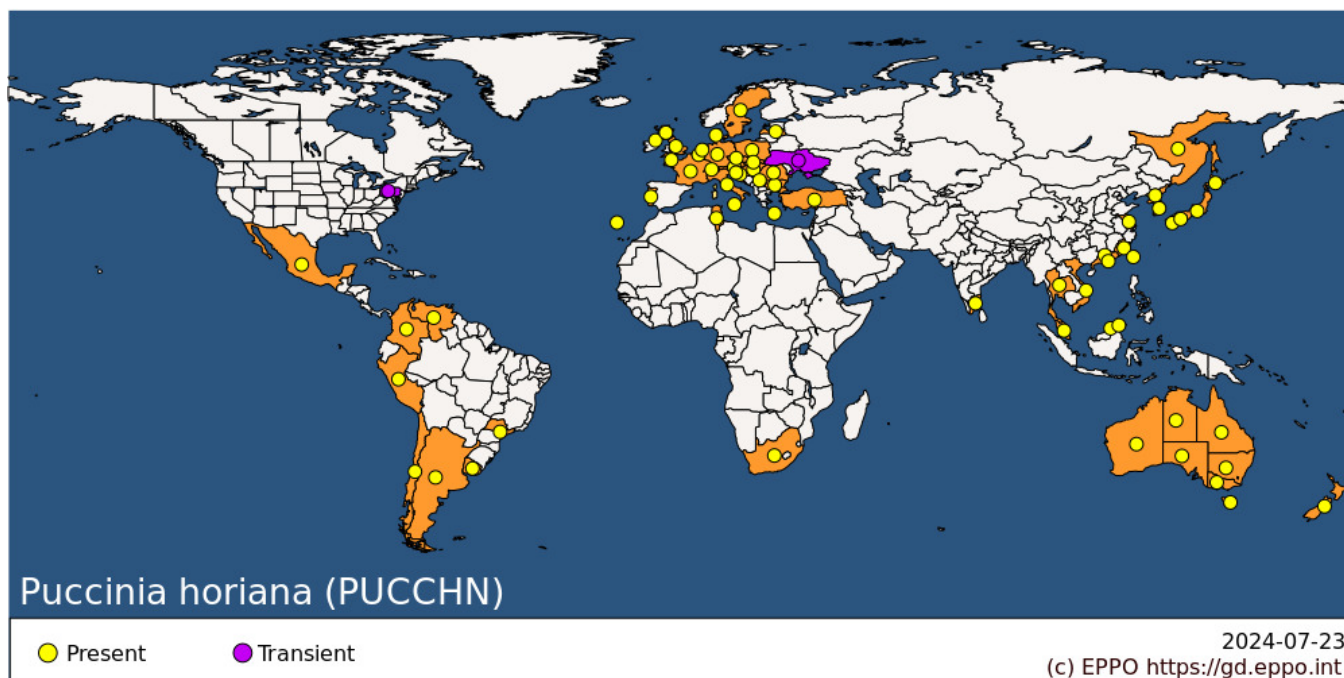 Puccinia horiana (PUCCHN)
Present
Transient
2024-07-23
(c) EPPO https://gd.eppo.int